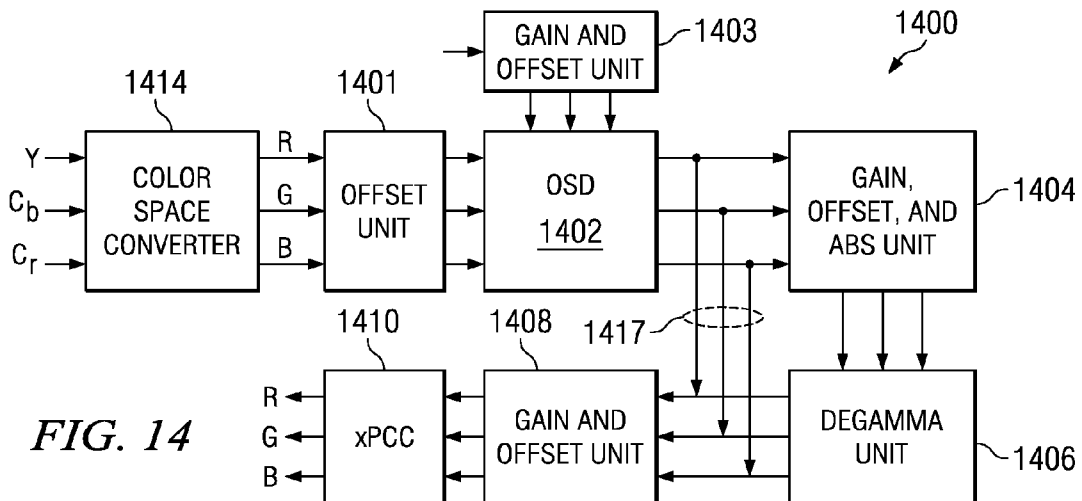 GAIN AND
OFFSET UNIT
1403
1400
1414
1401
Y
Cb
Cr
COLOR
SPACE
CONVERTER
R
G
B
OFFSET
UNIT
OSD
1402
GAIN,
OFFSET, AND
ABS UNIT
1404
1410
1408
1417
R
G
B
xPCC
GAIN AND
OFFSET UNIT
DEGAMMA
UNIT
1406
FIG. 14